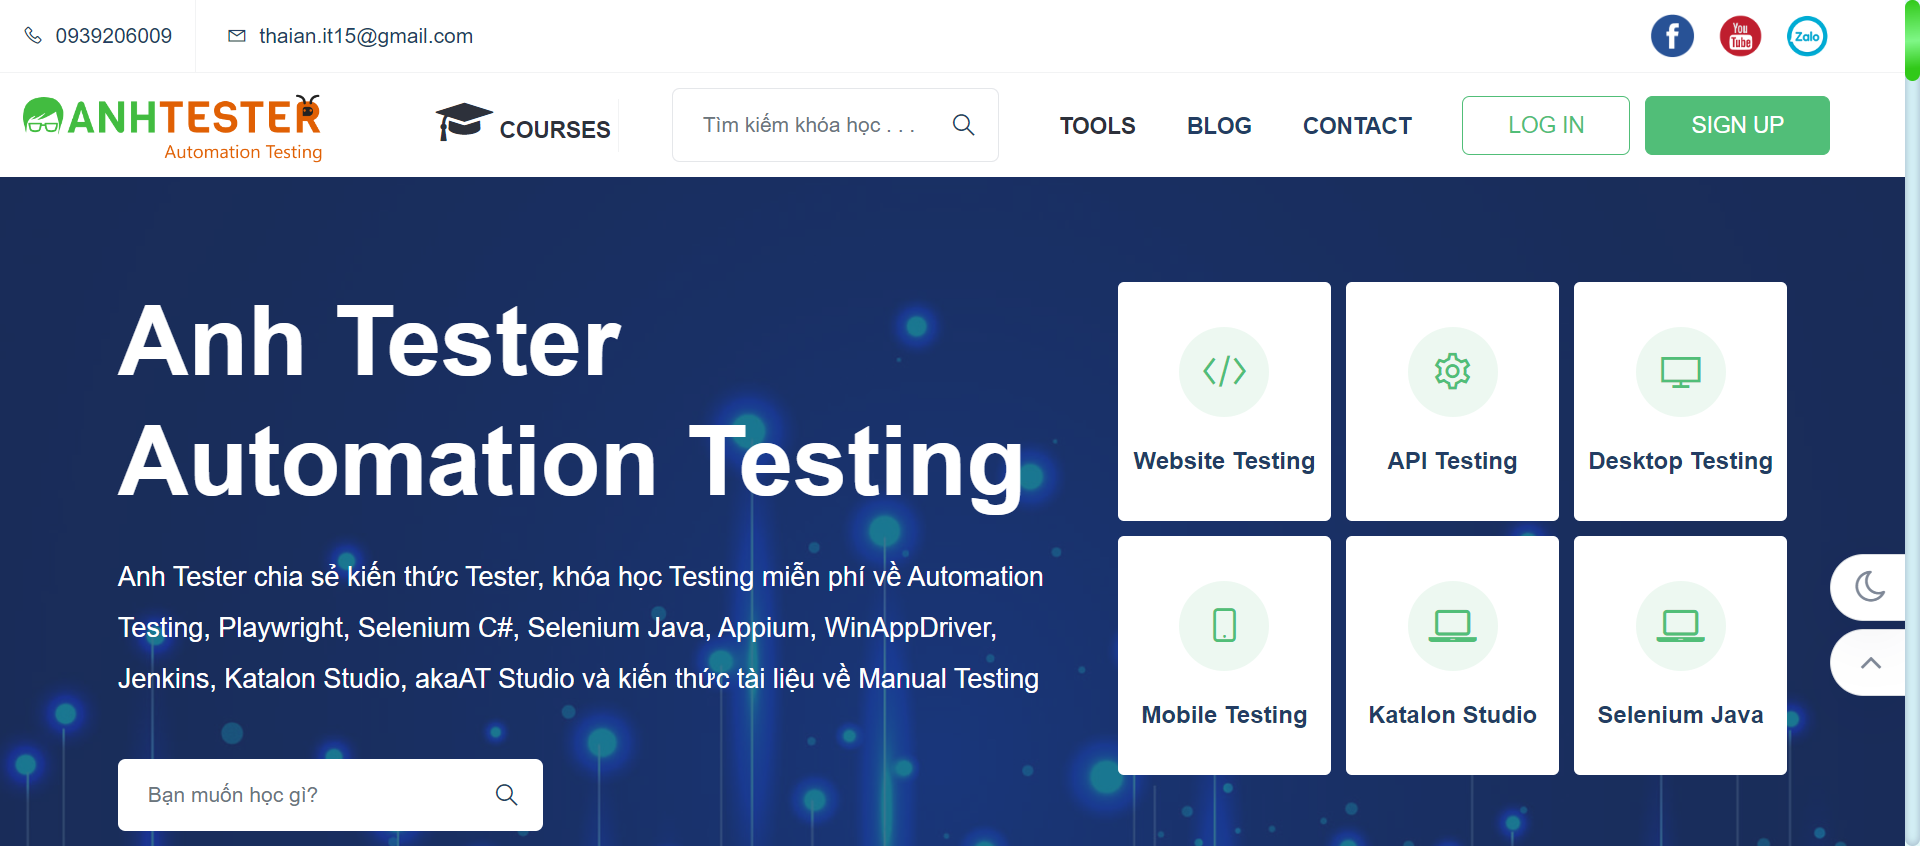 0939206009
thaian.it15@gmail.com
f
You
Tube
Zalo
ANHTESTER
Automation Testing
COURSES
Tìm kiếm khóa học . . .
TOOLS
BLOG
CONTACT
LOG IN
SIGN UP
Anh Tester
Automation Testing
Anh Tester chia sẻ kiến thức Tester, khóa học Testing miễn phí về Automation
Testing, Playwright, Selenium C#, Selenium Java, Appium, WinAppDriver,
Jenkins, Katalon Studio, akaAT Studio và kiến thức tài liệu về Manual Testing
Bạn muốn học gì?
Website Testing
API Testing
Desktop Testing
Mobile Testing
Katalon Studio
Selenium Java